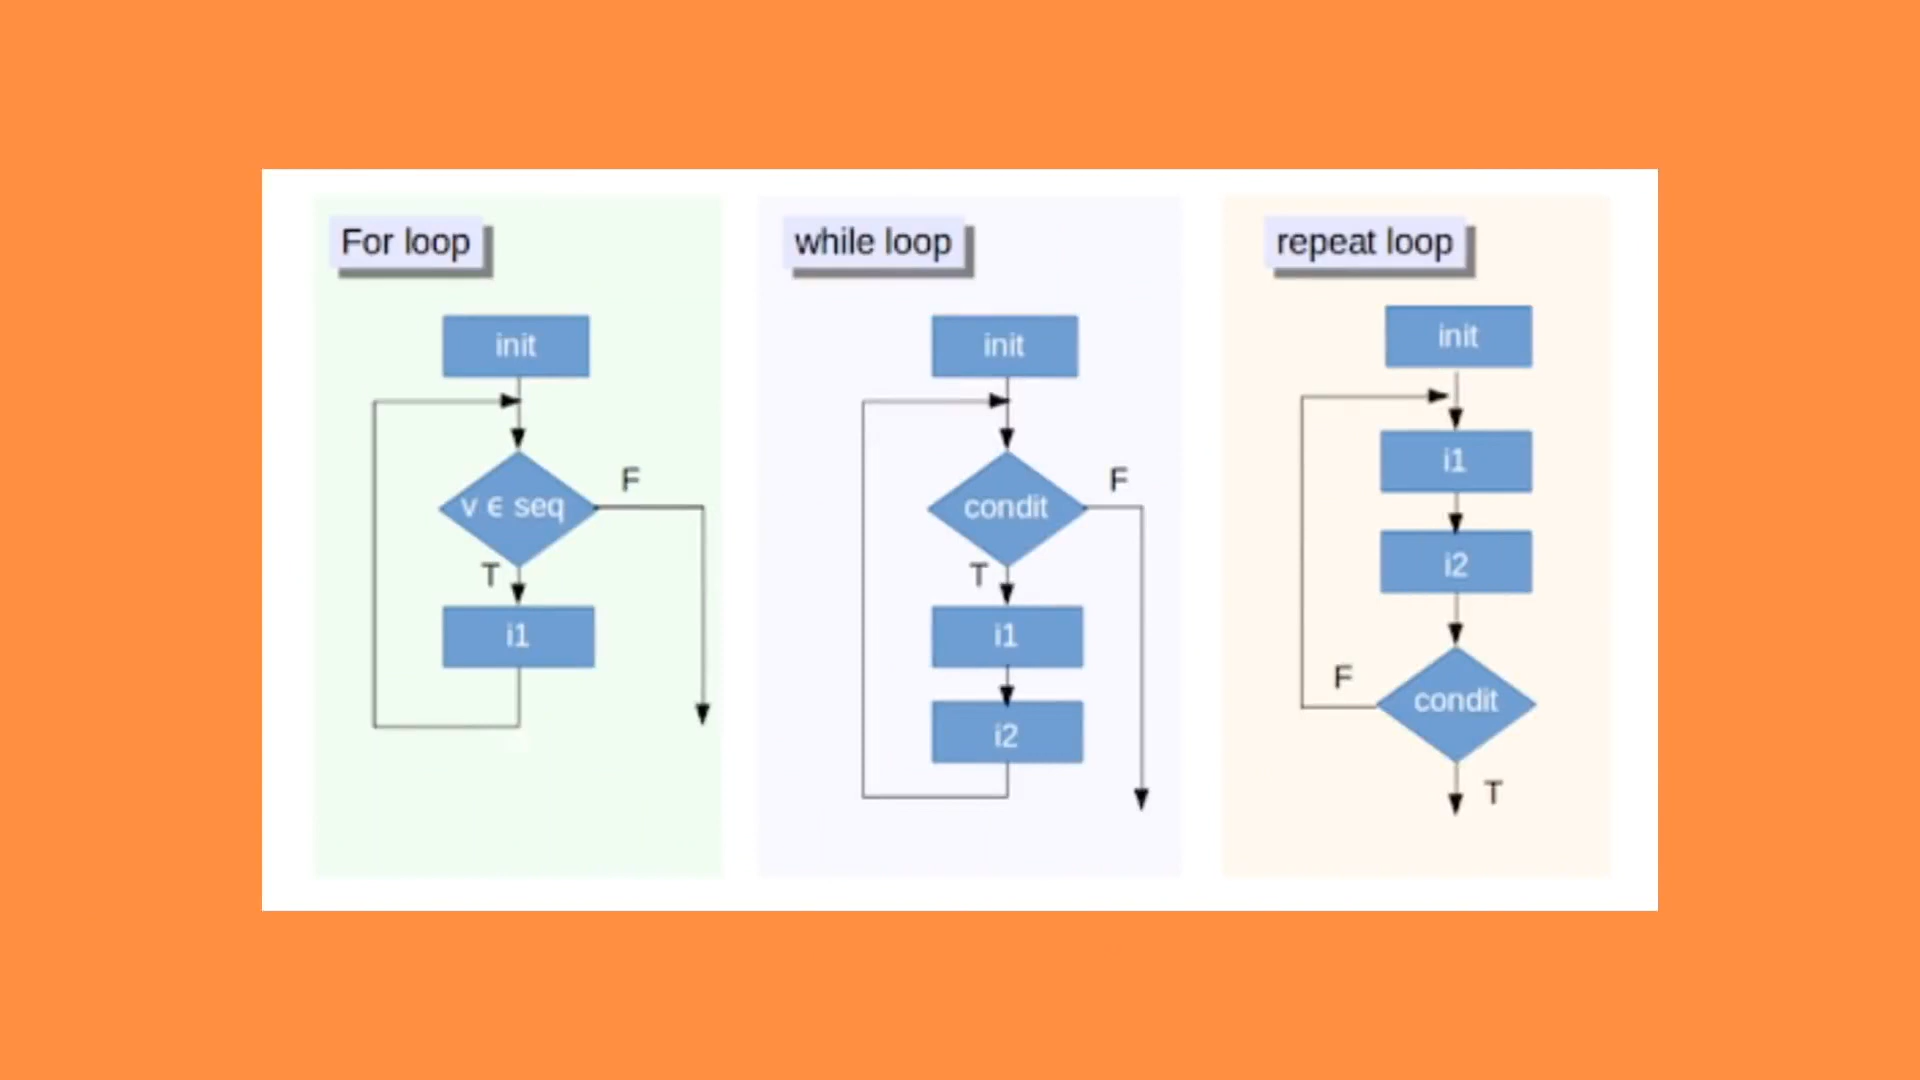 For loop
init
v ∈ seq
F
T
i1
while loop
init
condit
F
T
i1
i2
repeat loop
init
i1
i2
F
condit
T